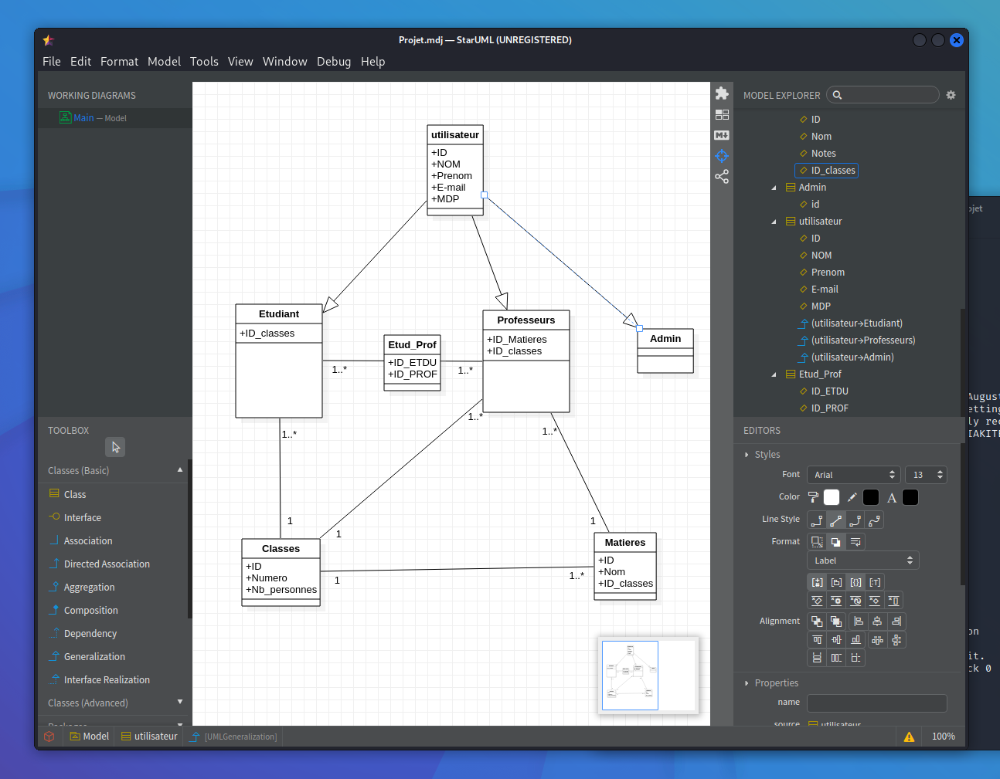 Projet.mdj — StarUML (UNREGISTERED)
File Edit Format Model Tools View Window Debug Help
WORKING DIAGRAMS
Main — Model
TOOLBOX
Classes (Basic)
Class
Interface
Association
Directed Association
Aggregation
Composition
Dependency
Generalization
Interface Realization
Classes (Advanced)
utilisateur
+ID
+NOM
+Prenom
+E-mail
+MDP
Etudiant
+ID_classes
Etud_Prof
+ID_ETDU
+ID_PROF
Professeurs
+ID_Matieres
+ID_classes
Admin
1..*
1..*
1..*
1..*
1..*
1
1
1
Classes
+ID
+Numero
+Nb_personnes
1
1..*
Matieres
+ID
+Nom
+ID_classes
MODEL EXPLORER
ID
Nom
Notes
ID_classes
Admin
id
utilisateur
ID
NOM
Prenom
E-mail
MDP
(utilisateur→Etudiant)
(utilisateur→Professeurs)
(utilisateur→Admin)
Etud_Prof
ID_ETDU
ID_PROF
EDITORS
Styles
Font Arial 13
Color A
Line Style
Format
Label
Alignment
Properties
name
source utilisateur
Model utilisateur [UMLGeneralization] 100%
ojet
August
etting
ly rec
IAKITE
on
it.
ck 0